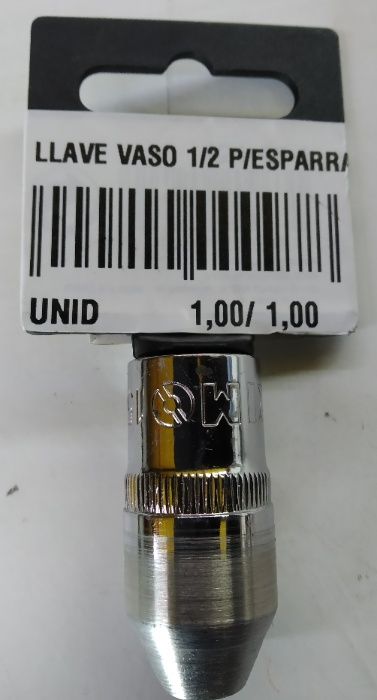 LLAVE VASO 1/2 P/ESPARRA
UNID 1,00/ 1,00